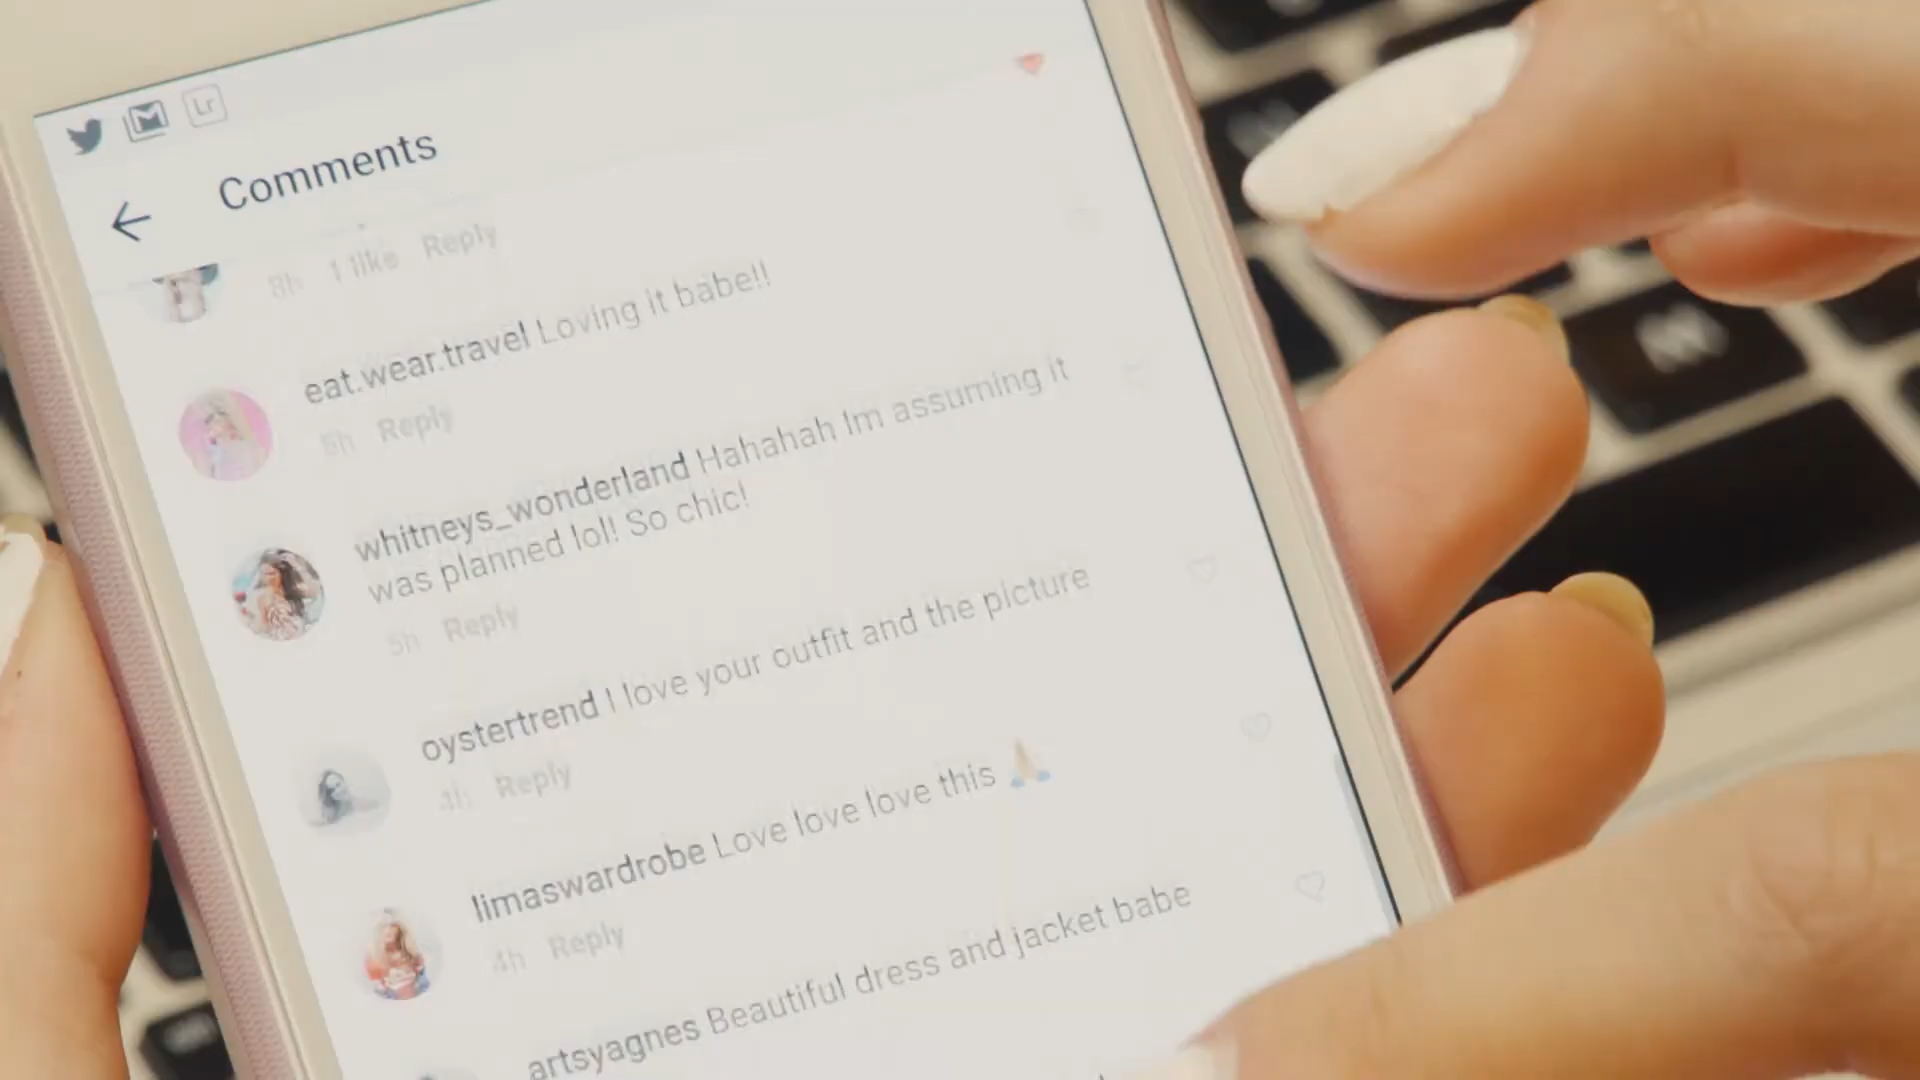 Lr
Comments
8h 1 like Reply
eat.wear.travel Loving it babe!!
5h Reply
whitneys_wonderland Hahahah Im assuming it
was planned lol! So chic!
5h Reply
oystertrend I love your outfit and the picture
4h Reply
limaswardrobe Love love love this 🙏🏼
4h Reply
artsyagnes Beautiful dress and jacket babe